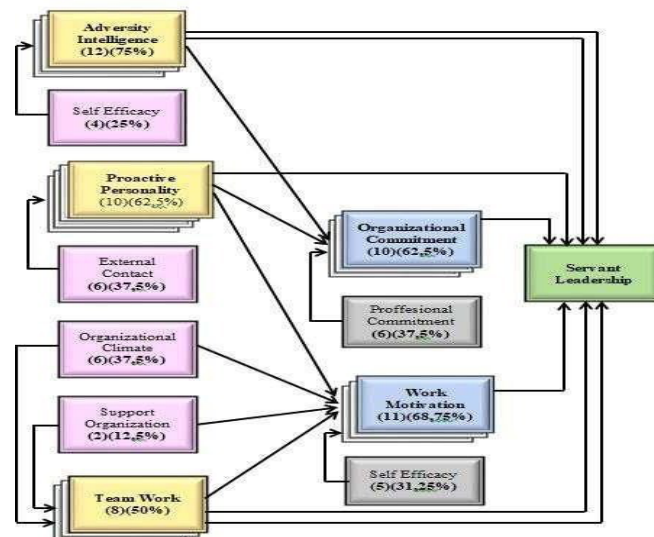 Adversity
Intelligence
(12)(75%)
Self Efficacy
(4)(25%)
Proactive
Personality
(10)(62,5%)
External
Contact
(6)(37,5%)
Organizational
Climate
(6)(37,5%)
Support
Organization
(2)(12,5%)
Team Work
(8)(50%)
Organizational
Commitment
(10)(62,5%)
Proffesional
Commitment
(6)(37,5%)
Work
Motivation
(11)(68,75%)
Self Efficacy
(5)(31,25%)
Servant
Leadership